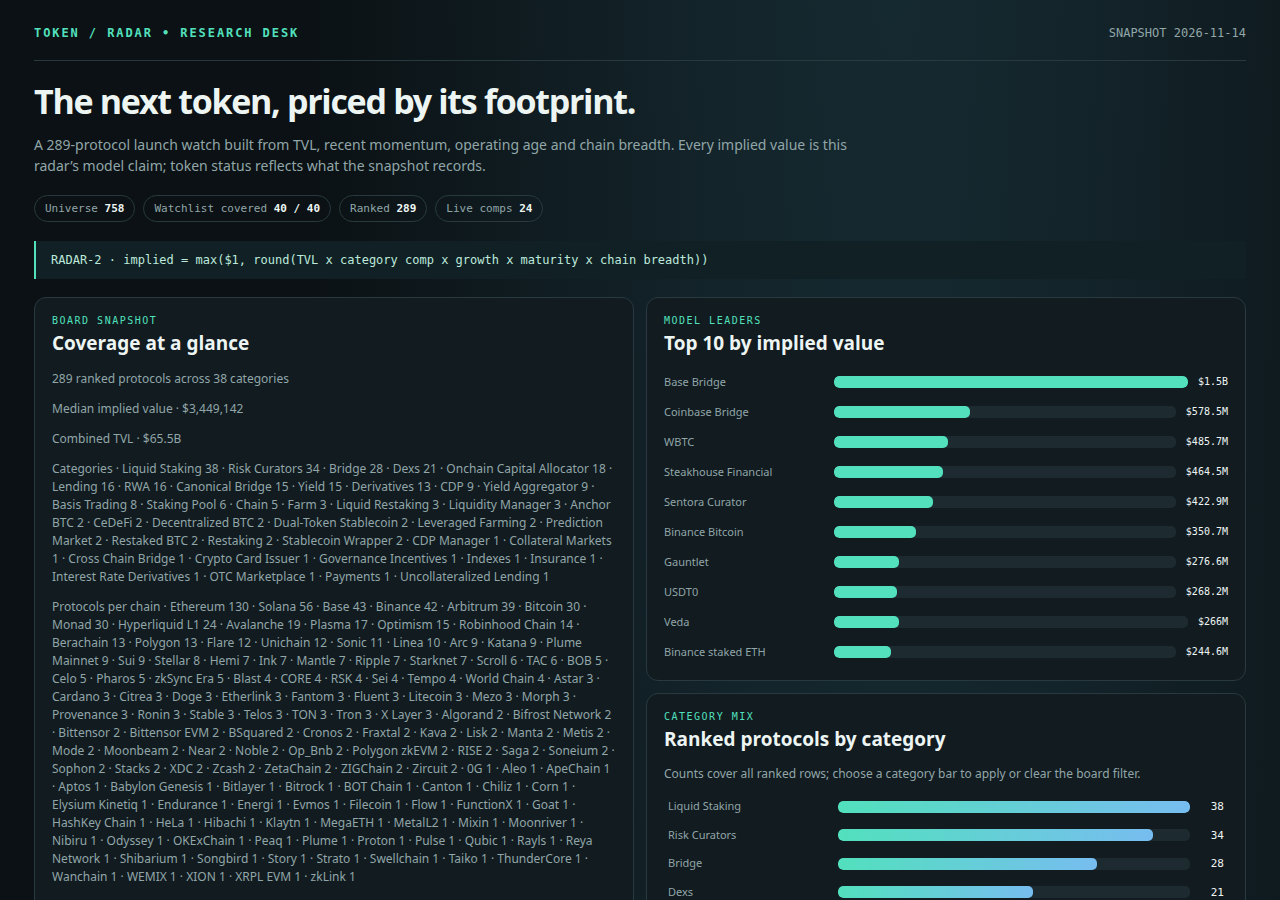 TOKEN / RADAR • RESEARCH DESK
SNAPSHOT 2026-11-14
The next token, priced by its footprint.
A 289-protocol launch watch built from TVL, recent momentum, operating age and chain breadth. Every implied value is this
radar's model claim; token status reflects what the snapshot records.
Universe 758
Watchlist covered 40 / 40
Ranked 289
Live comps 24
RADAR-2 · implied = max($1, round(TVL x category comp x growth x maturity x chain breadth))
BOARD SNAPSHOT
Coverage at a glance
289 ranked protocols across 38 categories
Median implied value · $3,449,142
Combined TVL · $65.5B
Categories · Liquid Staking 38 · Risk Curators 34 · Bridge 28 · Dexs 21 · Onchain Capital Allocator 18 ·
Lending 16 · RWA 16 · Canonical Bridge 15 · Yield 15 · Derivatives 13 · CDP 9 · Yield Aggregator 9 ·
Basis Trading 8 · Staking Pool 6 · Chain 5 · Farm 3 · Liquid Restaking 3 · Liquidity Manager 3 · Anchor
BTC 2 · CeDeFi 2 · Decentralized BTC 2 · Dual-Token Stablecoin 2 · Leveraged Farming 2 · Prediction
Market 2 · Restaked BTC 2 · Restaking 2 · Stablecoin Wrapper 2 · CDP Manager 1 · Collateral Markets
1 · Cross Chain Bridge 1 · Crypto Card Issuer 1 · Governance Incentives 1 · Indexes 1 · Insurance 1 ·
Interest Rate Derivatives 1 · OTC Marketplace 1 · Payments 1 · Uncollateralized Lending 1
Protocols per chain · Ethereum 130 · Solana 56 · Base 43 · Binance 42 · Arbitrum 39 · Bitcoin 30 ·
Monad 30 · Hyperliquid L1 24 · Avalanche 19 · Plasma 17 · Optimism 15 · Robinhood Chain 14 ·
Berachain 13 · Polygon 13 · Flare 12 · Unichain 12 · Sonic 11 · Linea 10 · Arc 9 · Katana 9 · Plume
Mainnet 9 · Sui 9 · Stellar 8 · Hemi 7 · Ink 7 · Mantle 7 · Ripple 7 · Starknet 7 · Scroll 6 · TAC 6 · BOB 5 ·
Celo 5 · Pharos 5 · zkSync Era 5 · Blast 4 · CORE 4 · RSK 4 · Sei 4 · Tempo 4 · World Chain 4 · Astar 3 ·
Cardano 3 · Citrea 3 · Doge 3 · Etherlink 3 · Fantom 3 · Fluent 3 · Litecoin 3 · Mezo 3 · Morph 3 ·
Provenance 3 · Ronin 3 · Stable 3 · Telos 3 · TON 3 · Tron 3 · X Layer 3 · Algorand 2 · Bifrost Network 2
· Bittensor 2 · Bittensor EVM 2 · BSquared 2 · Cronos 2 · Fraxtal 2 · Kava 2 · Lisk 2 · Manta 2 · Metis 2 ·
Mode 2 · Moonbeam 2 · Near 2 · Noble 2 · Op_Bnb 2 · Polygon zkEVM 2 · RISE 2 · Saga 2 · Soneium 2 ·
Sophon 2 · Stacks 2 · XDC 2 · Zcash 2 · ZetaChain 2 · ZIGChain 2 · Zircuit 2 · 0G 1 · Aleo 1 · ApeChain 1
· Aptos 1 · Babylon Genesis 1 · Bitlayer 1 · Bitrock 1 · BOT Chain 1 · Canton 1 · Chiliz 1 · Corn 1 ·
Elysium Kinetiq 1 · Endurance 1 · Energi 1 · Evmos 1 · Filecoin 1 · Flow 1 · FunctionX 1 · Goat 1 ·
HashKey Chain 1 · HeLa 1 · Hibachi 1 · Klaytn 1 · MegaETH 1 · MetalL2 1 · Mixin 1 · Moonriver 1 ·
Nibiru 1 · Odyssey 1 · OKExChain 1 · Peaq 1 · Plume 1 · Proton 1 · Pulse 1 · Qubic 1 · Rayls 1 · Reya
Network 1 · Shibarium 1 · Songbird 1 · Story 1 · Strato 1 · Swellchain 1 · Taiko 1 · ThunderCore 1 ·
Wanchain 1 · WEMIX 1 · XION 1 · XRPL EVM 1 · zkLink 1
MODEL LEADERS
Top 10 by implied value
Base Bridge $1.5B
Coinbase Bridge $578.5M
WBTC $485.7M
Steakhouse Financial $464.5M
Sentora Curator $422.9M
Binance Bitcoin $350.7M
Gauntlet $276.6M
USDT0 $268.2M
Veda $266M
Binance staked ETH $244.6M
CATEGORY MIX
Ranked protocols by category
Counts cover all ranked rows; choose a category bar to apply or clear the board filter.
Liquid Staking 38
Risk Curators 34
Bridge 28
Dexs 21